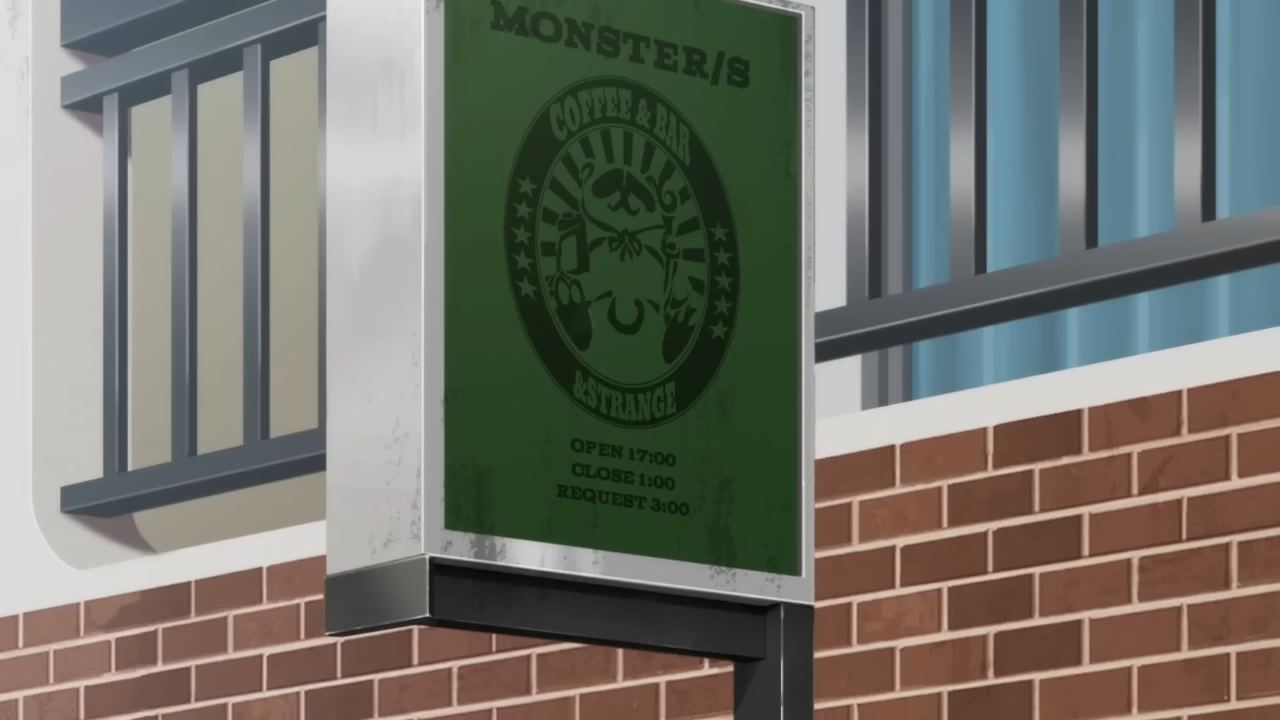 MONSTER/S
COFFEE & BAR
&STRANGE
OPEN 17:00
CLOSE 1:00
REQUEST 3:00